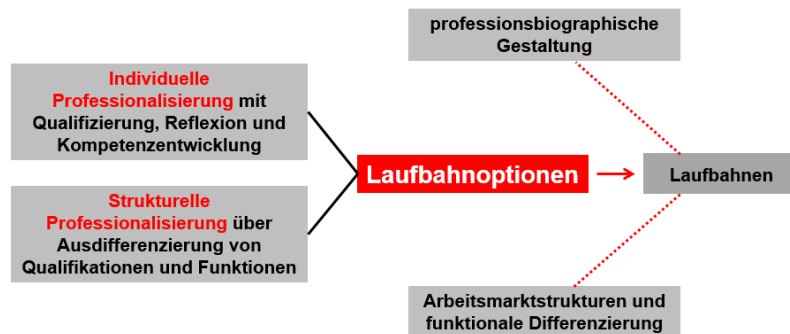 professionsbiographische
Gestaltung
Individuelle
Professionalisierung mit
Qualifizierung, Reflexion und
Kompetenzentwicklung
Laufbahnoptionen
Laufbahnen
Strukturelle
Professionalisierung über
Ausdifferenzierung von
Qualifikationen und Funktionen
Arbeitsmarktstrukturen und
funktionale Differenzierung